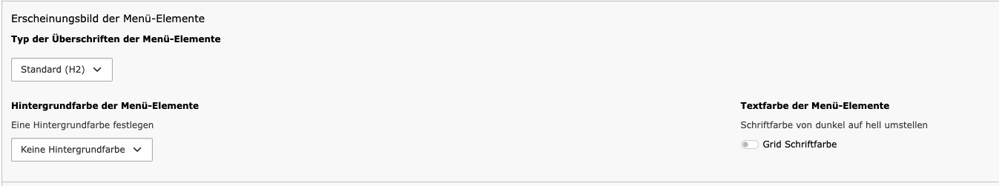 Erscheinungsbild der Menü-Elemente
Typ der Überschriften der Menü-Elemente
Standard (H2)
Hintergrundfarbe der Menü-Elemente
Eine Hintergrundfarbe festlegen
Keine Hintergrundfarbe
Textfarbe der Menü-Elemente
Schriftfarbe von dunkel auf hell umstellen
Grid Schriftfarbe